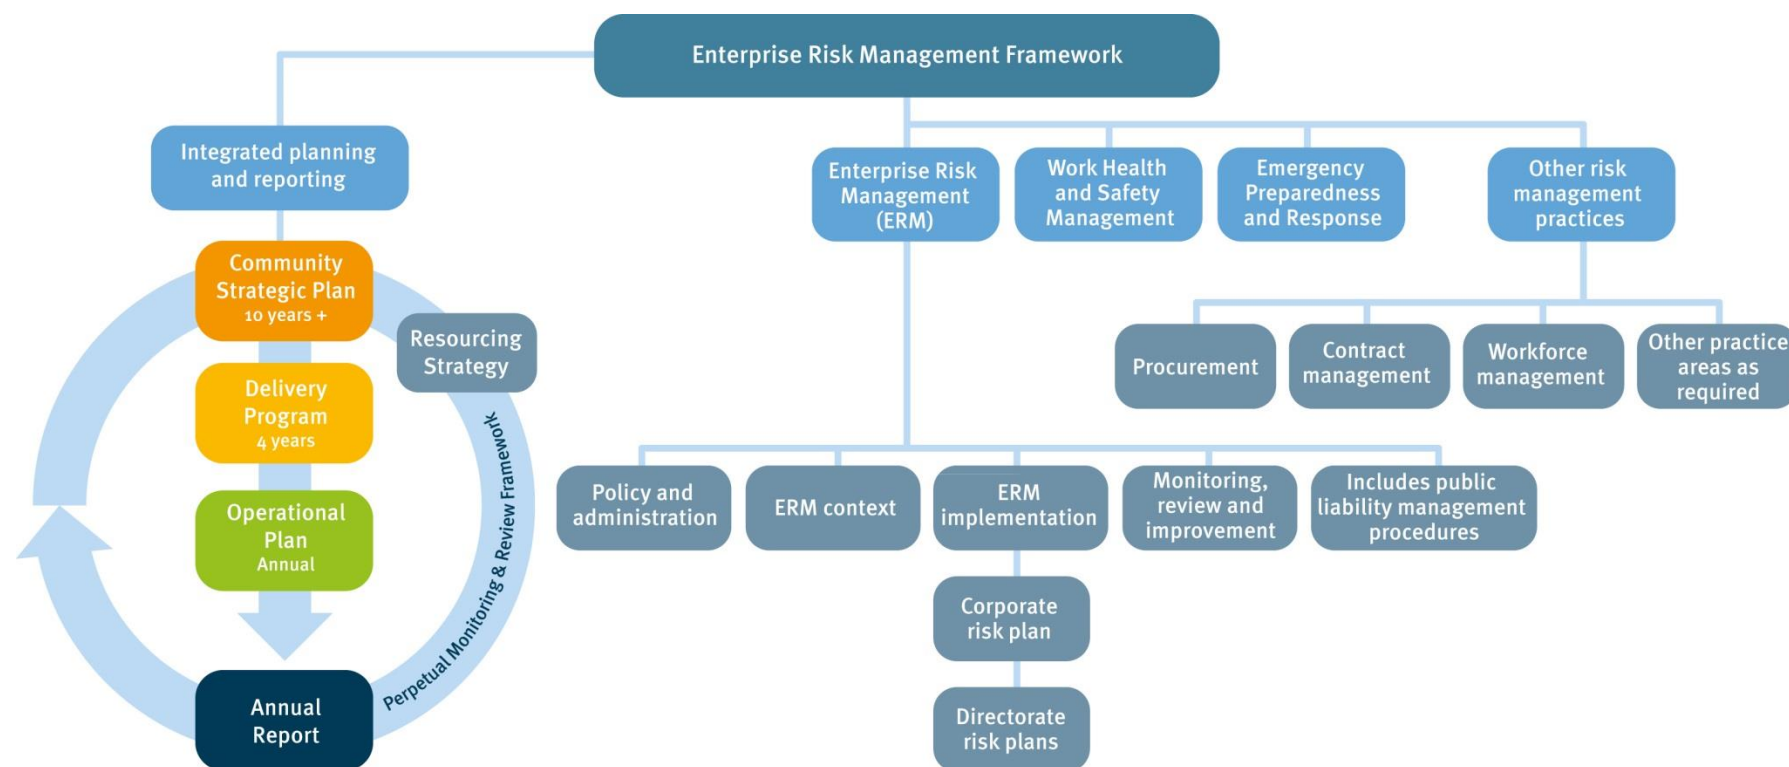 Enterprise Risk Management Framework
Integrated planning
and reporting
Community
Strategic Plan
10 years +
Resourcing
Strategy
Delivery
Program
4 years
Operational
Plan
Annual
Perpetual Monitoring & Review Framework
Annual
Report
Enterprise Risk
Management
(ERM)
Work Health
and Safety
Management
Emergency
Preparedness
and Response
Other risk
management
practices
Procurement
Contract
management
Workforce
management
Other practice
areas as
required
Policy and
administration
ERM context
ERM
implementation
Monitoring,
review and
improvement
Includes public
liability management
procedures
Corporate
risk plan
Directorate
risk plans